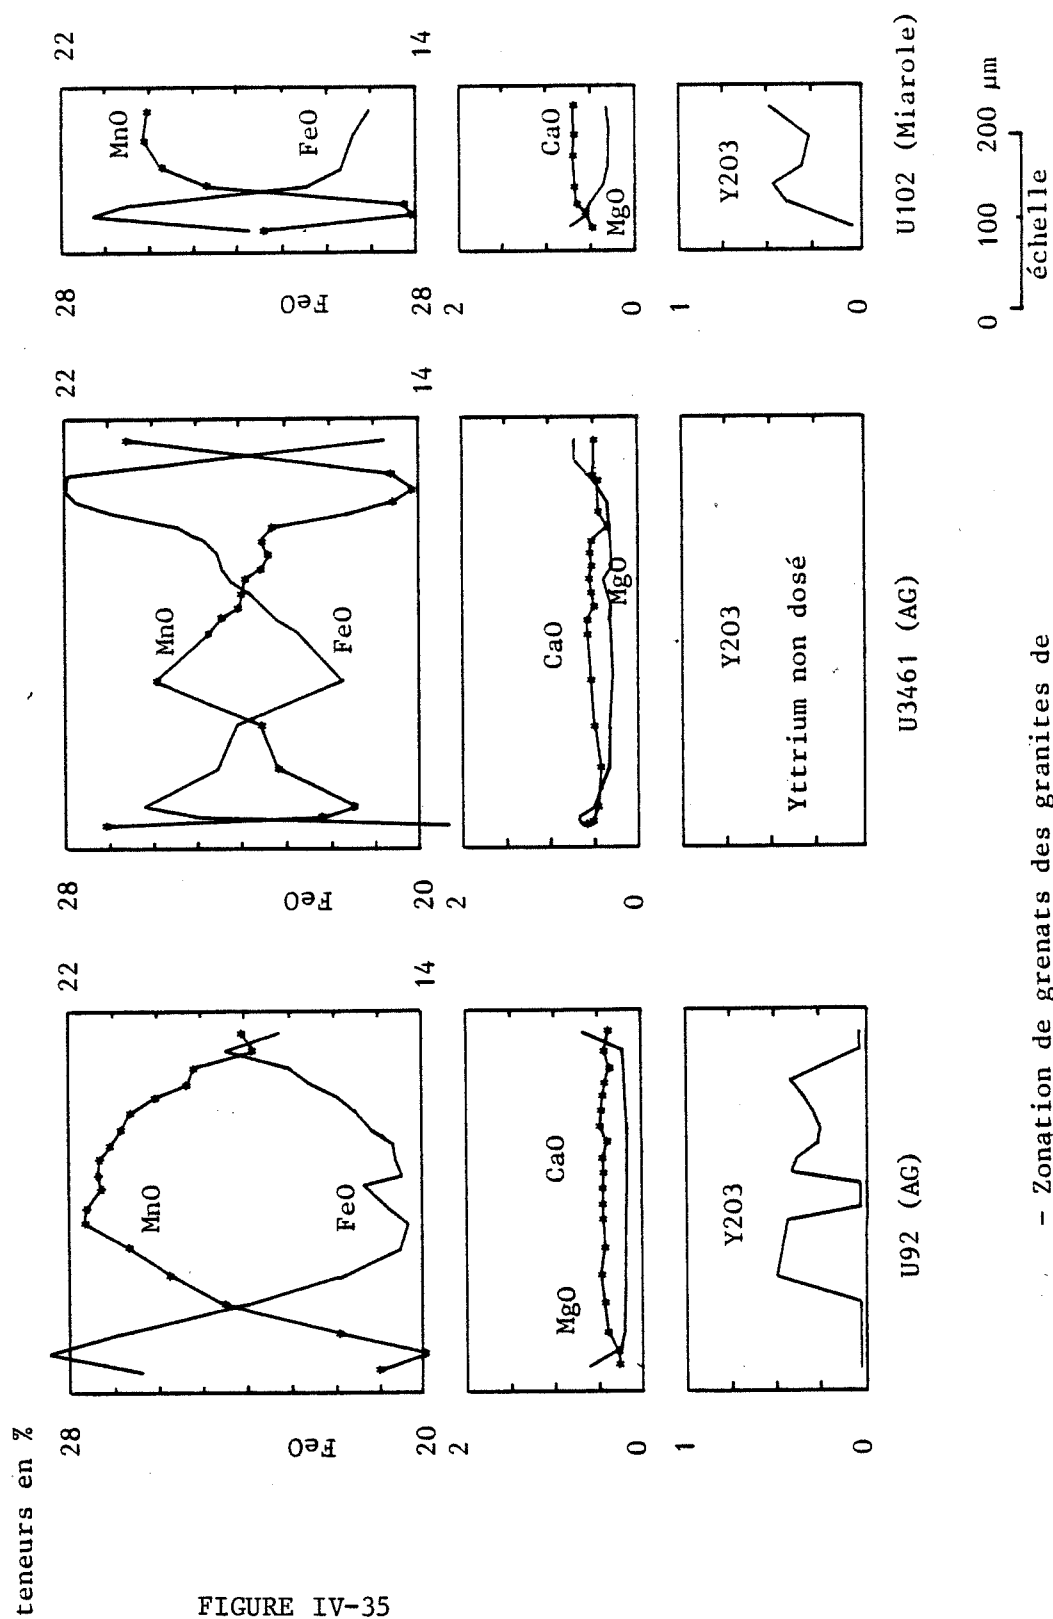 teneurs en %
28
FeO
20
22
14
MnO
FeO
2
0
MgO
CaO
1
0
Y2O3
U92 (AG)
28
FeO
20
22
14
MnO
FeO
2
0
CaO
MgO
Y2O3
Yttrium non dosé
U3461 (AG)
28
FeO
28
22
14
MnO
FeO
2
0
CaO
MgO
1
0
Y2O3
U102 (Miarole)
0 100 200 µm
échelle
- Zonation de grenats des granites de
FIGURE IV-35